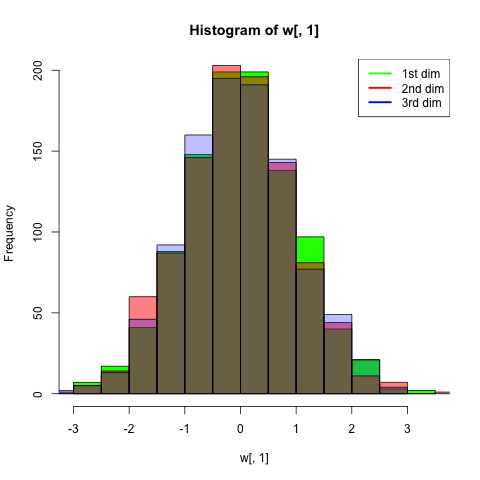 Histogram of w[, 1]
1st dim
2nd dim
3rd dim
Frequency
200
150
100
50
0
-3 -2 -1 0 1 2 3
w[, 1]